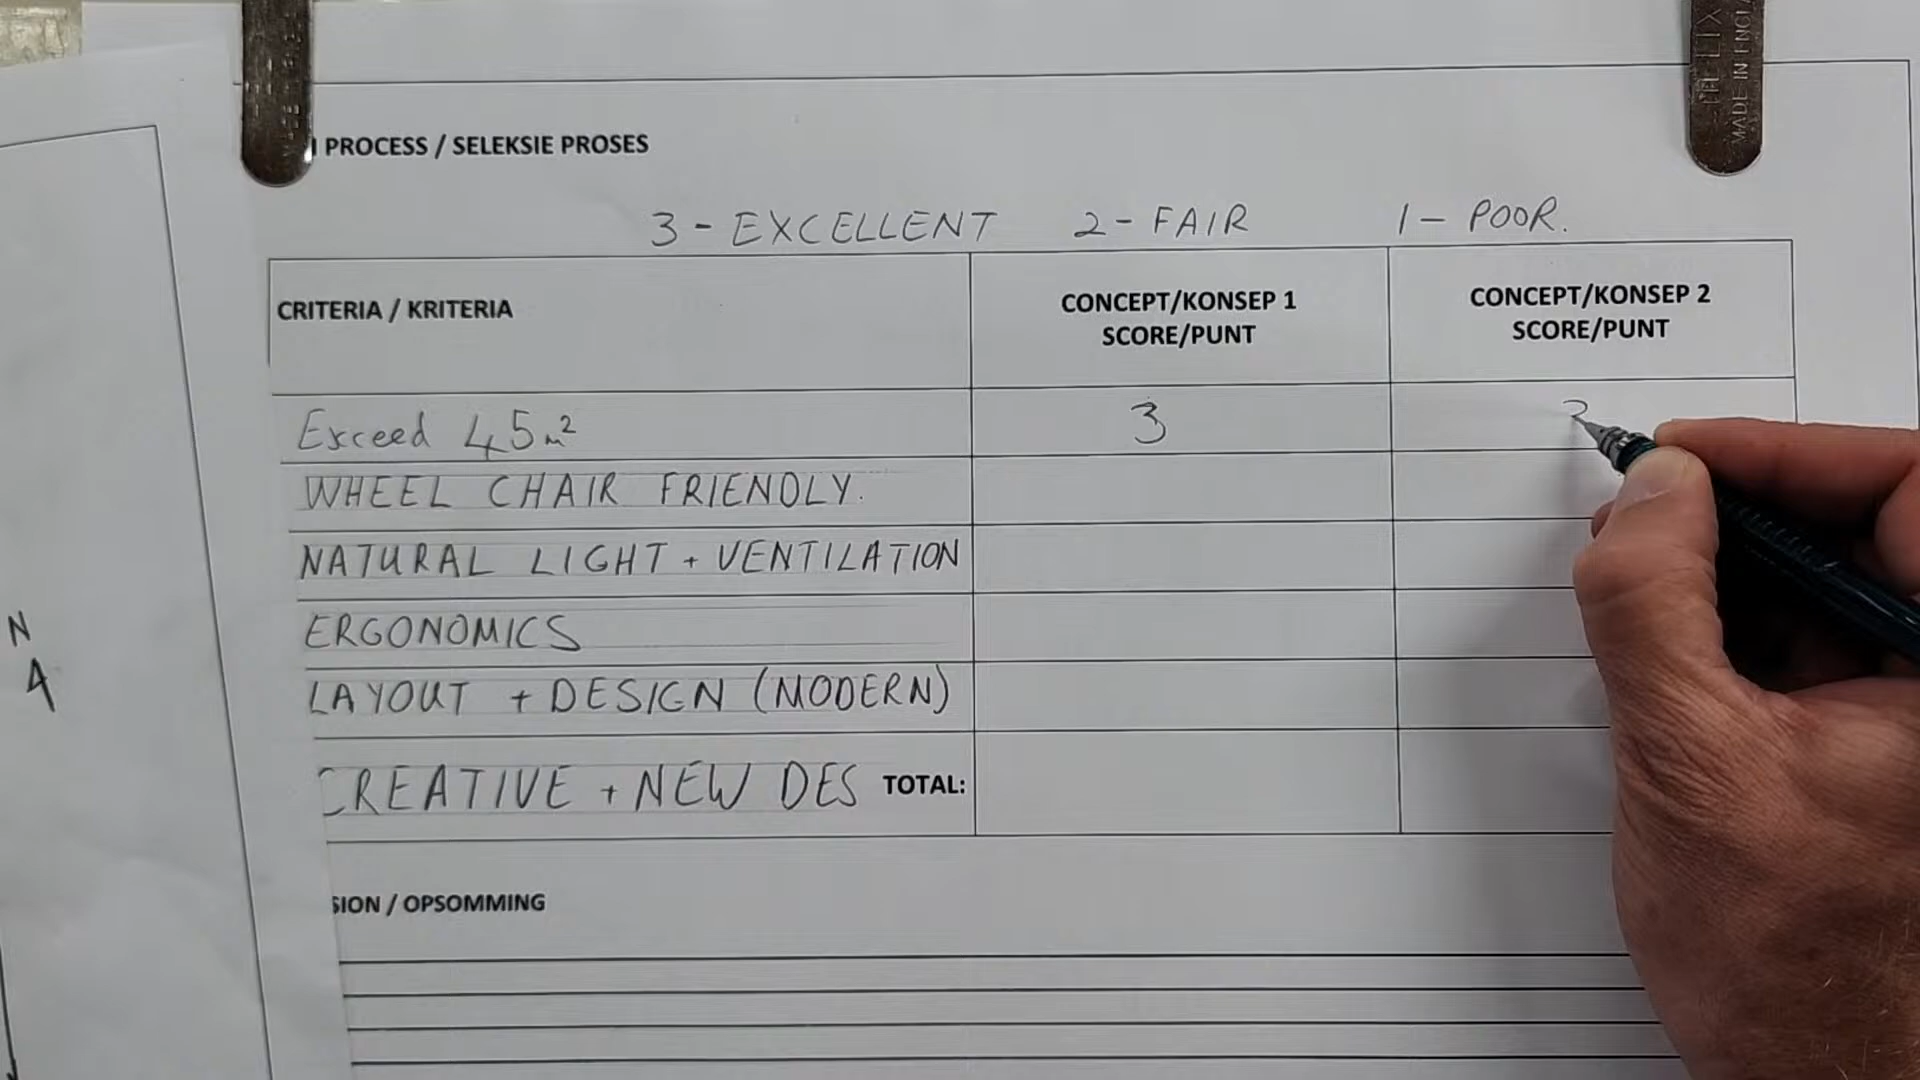 PROCESS / SELEKSIE PROSES
3 - EXCELLENT 2 - FAIR 1 - POOR.
CRITERIA / KRITERIA
CONCEPT/KONSEP 1
SCORE/PUNT
CONCEPT/KONSEP 2
SCORE/PUNT
Exceed 45m² 3
WHEEL CHAIR FRIENDLY.
NATURAL LIGHT + VENTILATION
ERGONOMICS
LAYOUT + DESIGN (MODERN)
CREATIVE + NEW DES TOTAL:
SION / OPSOMMING
N
MADE IN ENGLA